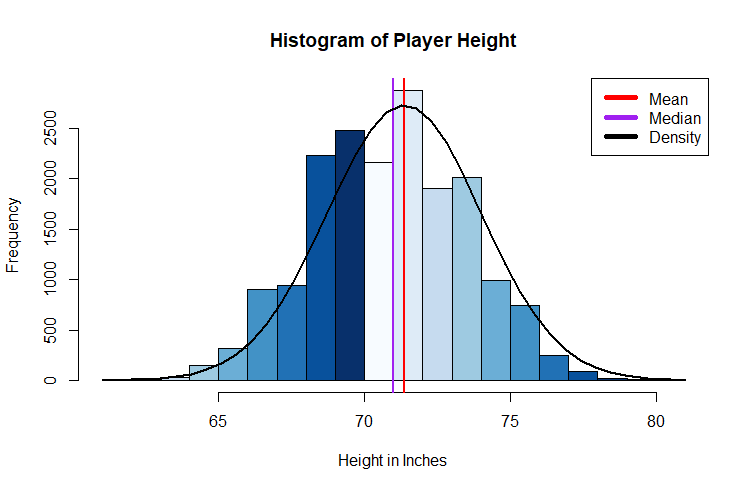 Histogram of Player Height
Mean
Median
Density
Frequency
2500
2000
1500
1000
500
0
65 70 75 80
Height in Inches